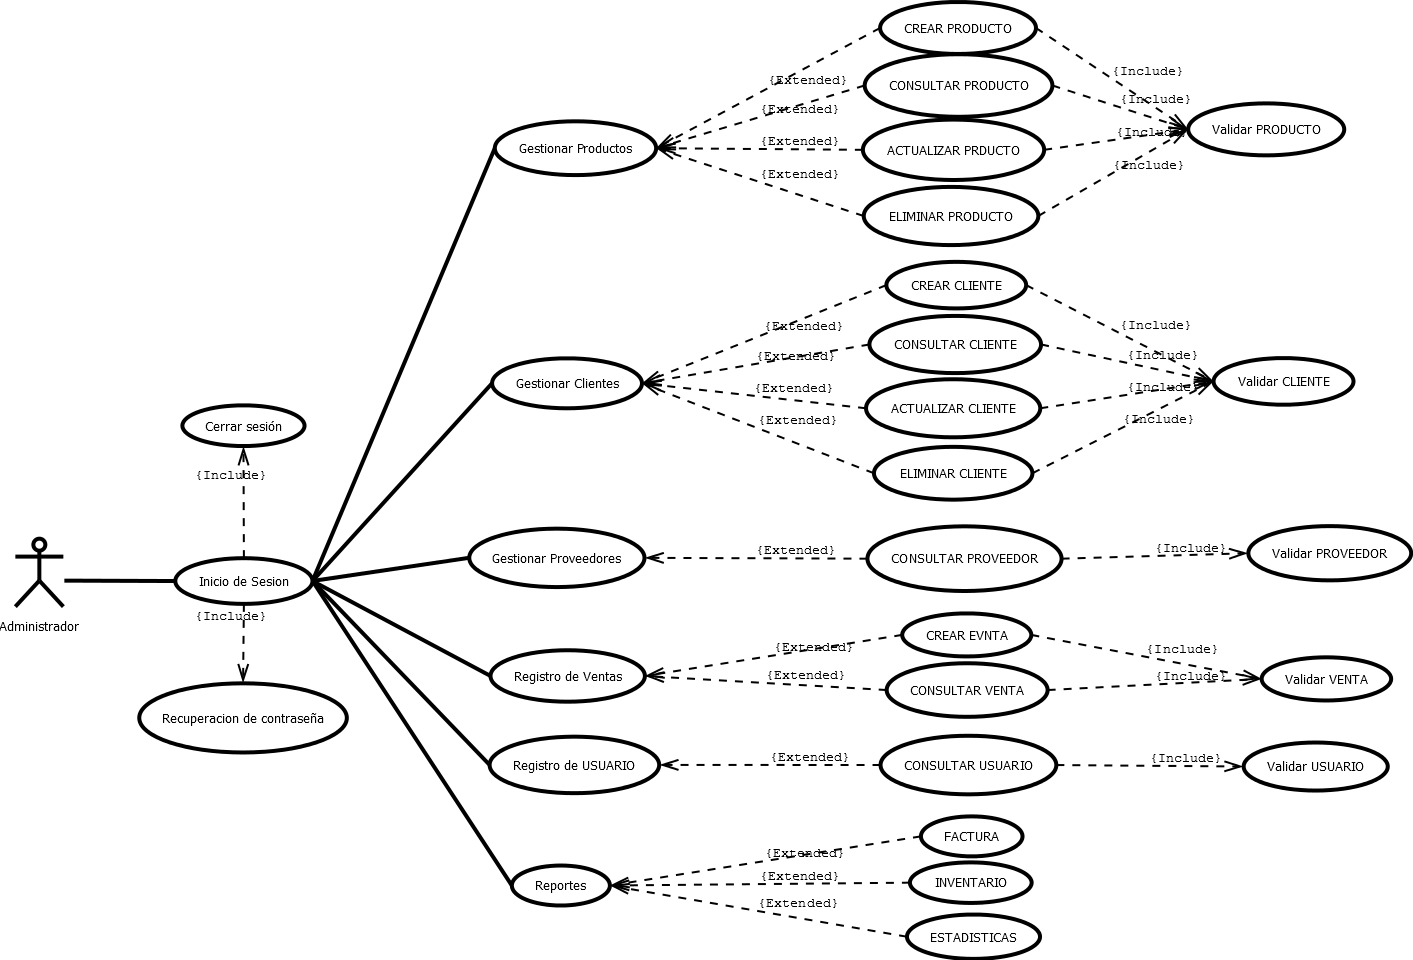 CREAR PRODUCTO
{Include}
{Extended}
CONSULTAR PRODUCTO
{Include}
{Extended}
Gestionar Productos
ACTUALIZAR PRDUCTO
{Include}
Validar PRODUCTO
{Extended}
{Include}
{Extended}
ELIMINAR PRODUCTO
CREAR CLIENTE
{Extended}
{Include}
CONSULTAR CLIENTE
{Extended}
{Include}
Gestionar Clientes
Validar CLIENTE
{Extended}
{Include}
ACTUALIZAR CLIENTE
{Extended}
{Include}
ELIMINAR CLIENTE
Cerrar sesión
{Include}
Administrador
Inicio de Sesion
{Include}
Recuperacion de contraseña
Gestionar Proveedores
{Extended}
CONSULTAR PROVEEDOR
{Include}
Validar PROVEEDOR
CREAR EVNTA
{Extended}
{Include}
Registro de Ventas
{Extended}
CONSULTAR VENTA
{Include}
Validar VENTA
Registro de USUARIO
{Extended}
CONSULTAR USUARIO
{Include}
Validar USUARIO
FACTURA
{Extended}
Reportes
{Extended}
INVENTARIO
{Extended}
ESTADISTICAS